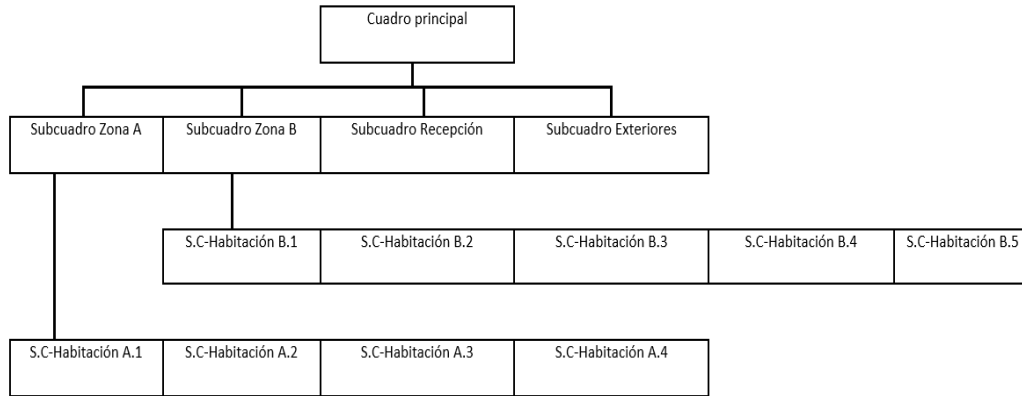 Cuadro principal
Subcuadro Zona A
Subcuadro Zona B
Subcuadro Recepción
Subcuadro Exteriores
S.C-Habitación B.1
S.C-Habitación B.2
S.C-Habitación B.3
S.C-Habitación B.4
S.C-Habitación B.5
S.C-Habitación A.1
S.C-Habitación A.2
S.C-Habitación A.3
S.C-Habitación A.4